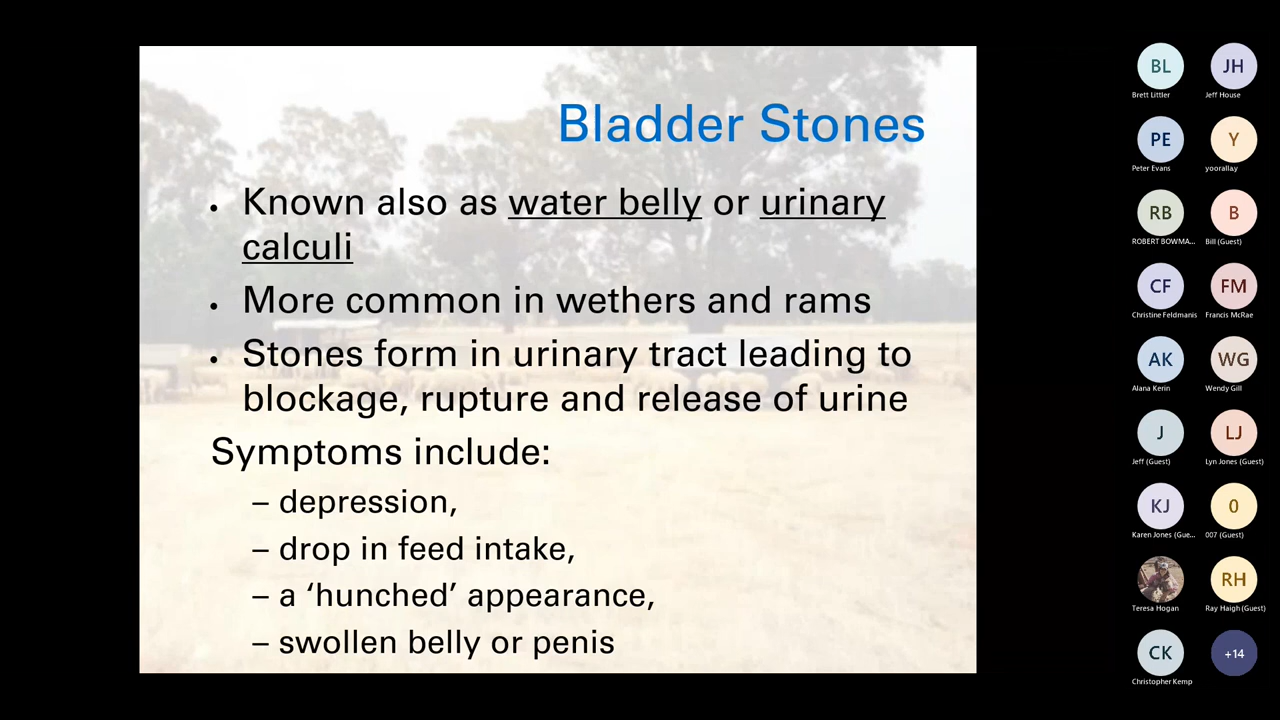 Bladder Stones
• Known also as water belly or urinary
calculi
• More common in wethers and rams
• Stones form in urinary tract leading to
blockage, rupture and release of urine
Symptoms include:
– depression,
– drop in feed intake,
– a ‘hunched’ appearance,
– swollen belly or penis
BL
Brett Littler
JH
Jeff House
PE
Peter Evans
Y
yoorallay
RB
ROBERT BOWMA...
B
Bill (Guest)
CF
Christine Feldmanis
FM
Francis McRae
AK
Alana Kerin
WG
Wendy Gill
J
Jeff (Guest)
LJ
Lyn Jones (Guest)
KJ
Karen Jones (Gue...
0
007 (Guest)
Teresa Hogan
RH
Ray Haigh (Guest)
CK
Christopher Kemp
+14